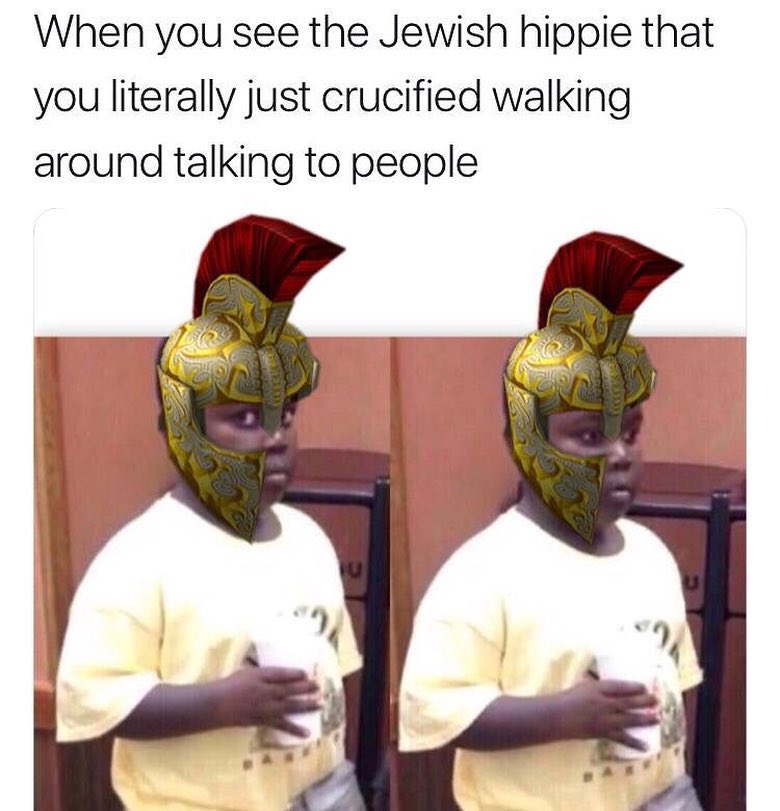 When you see the Jewish hippie that
you literally just crucified walking
around talking to people